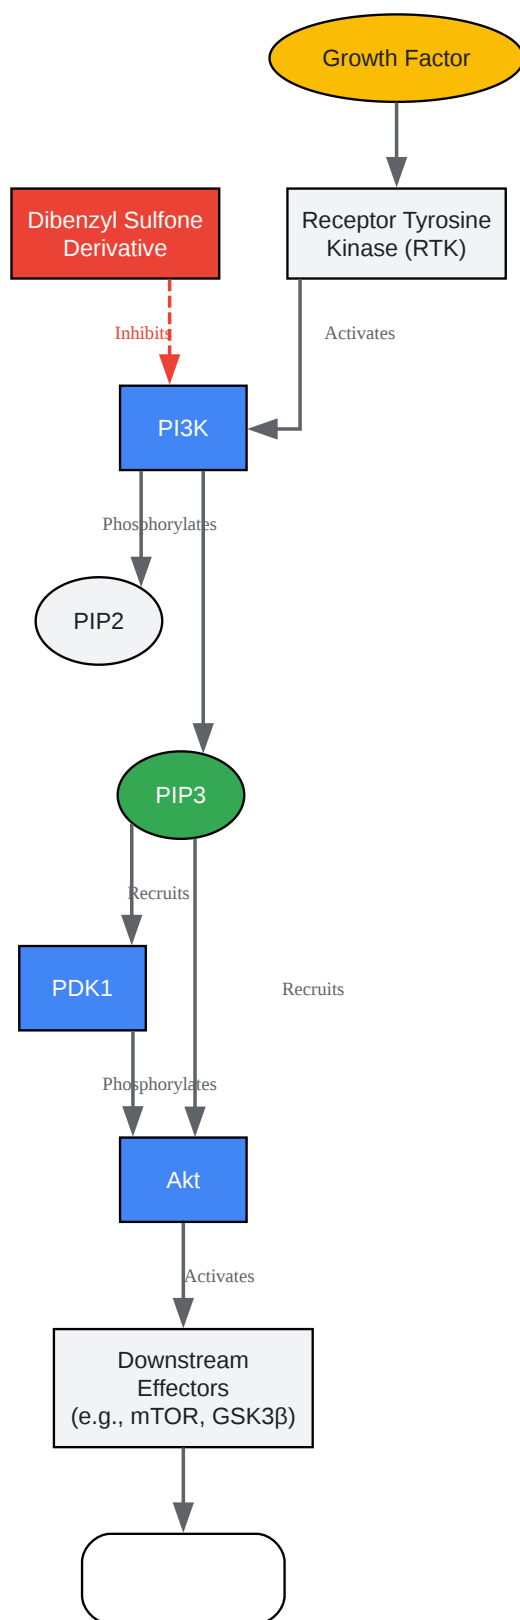 Growth Factor
Dibenzyl Sulfone
Derivative
Receptor Tyrosine
Kinase (RTK)
Inhibits
Activates
PI3K
Phosphorylates
PIP2
PIP3
Recruits
PDK1
Recruits
Phosphorylates
Akt
Activates
Downstream
Effectors
(e.g., mTOR, GSK3β)